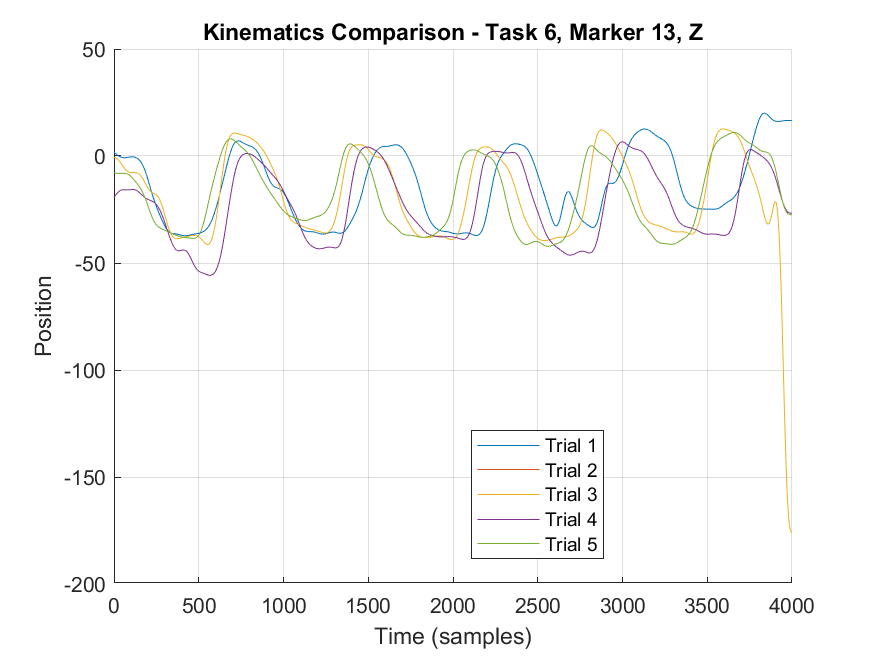 Kinematics Comparison - Task 6, Marker 13, Z
50
0
-50
-100
-150
-200
Position
Trial 1
Trial 2
Trial 3
Trial 4
Trial 5
0 500 1000 1500 2000 2500 3000 3500 4000
Time (samples)